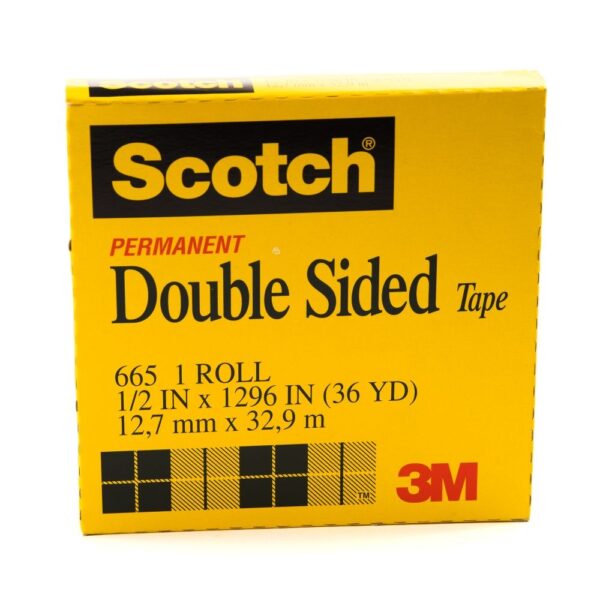 Scotch
Scotch®
PERMANENT
Double Sided Tape
665 1 ROLL
1/2 IN x 1296 IN (36 YD)
12,7 mm x 32,9 m
™
3M